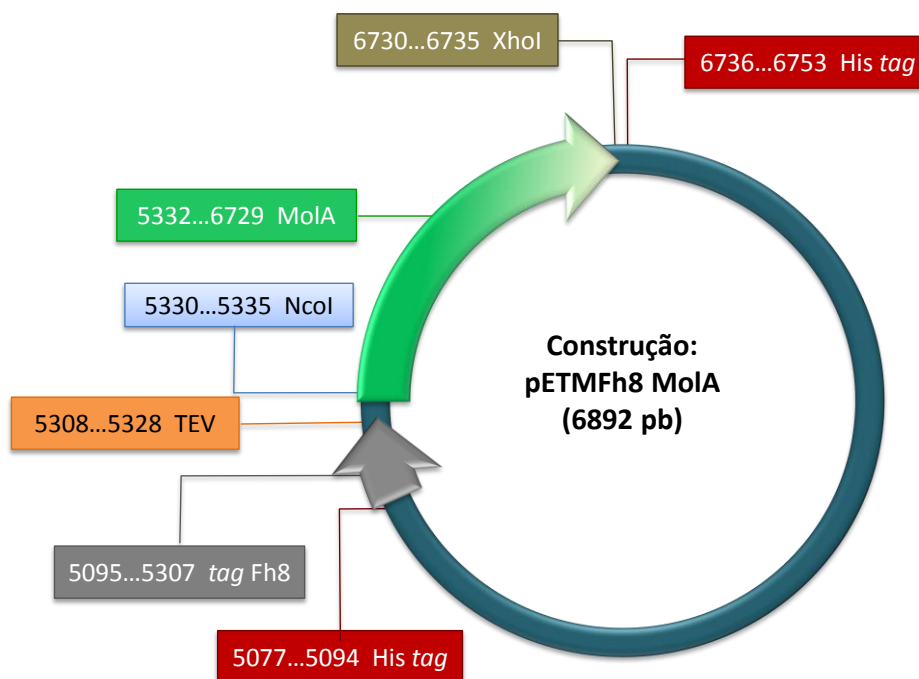 6730...6735 XhoI
6736...6753 His tag
5332...6729 MolA
5330...5335 NcoI
Construção:
pETMFh8 MolA
(6892 pb)
5308...5328 TEV
5095...5307 tag Fh8
5077...5094 His tag